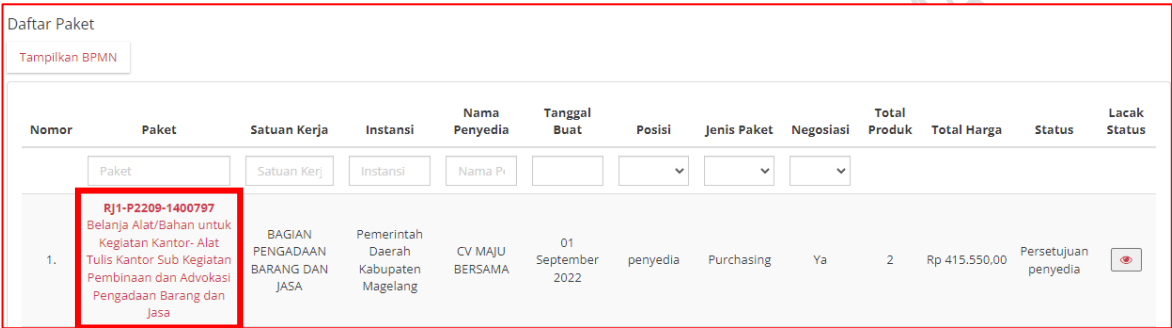 Daftar Paket
Tampilkan BPMN
Nomor Paket Satuan Kerja Instansi Nama Penyedia Tanggal Buat Posisi Jenis Paket Negosiasi Total Produk Total Harga Status Lacak Status
Paket Satuan Kerj Instansi Nama Pe
1.
RJ1-P2209-1400797
Belanja Alat/Bahan untuk
Kegiatan Kantor- Alat
Tulis Kantor Sub Kegiatan
Pembinaan dan Advokasi
Pengadaan Barang dan
Jasa
BAGIAN
PENGADAAN
BARANG DAN
JASA
Pemerintah
Daerah
Kabupaten
Magelang
CV MAJU
BERSAMA
01
September
2022
penyedia
Purchasing
Ya
2
Rp 415.550,00
Persetujuan
penyedia